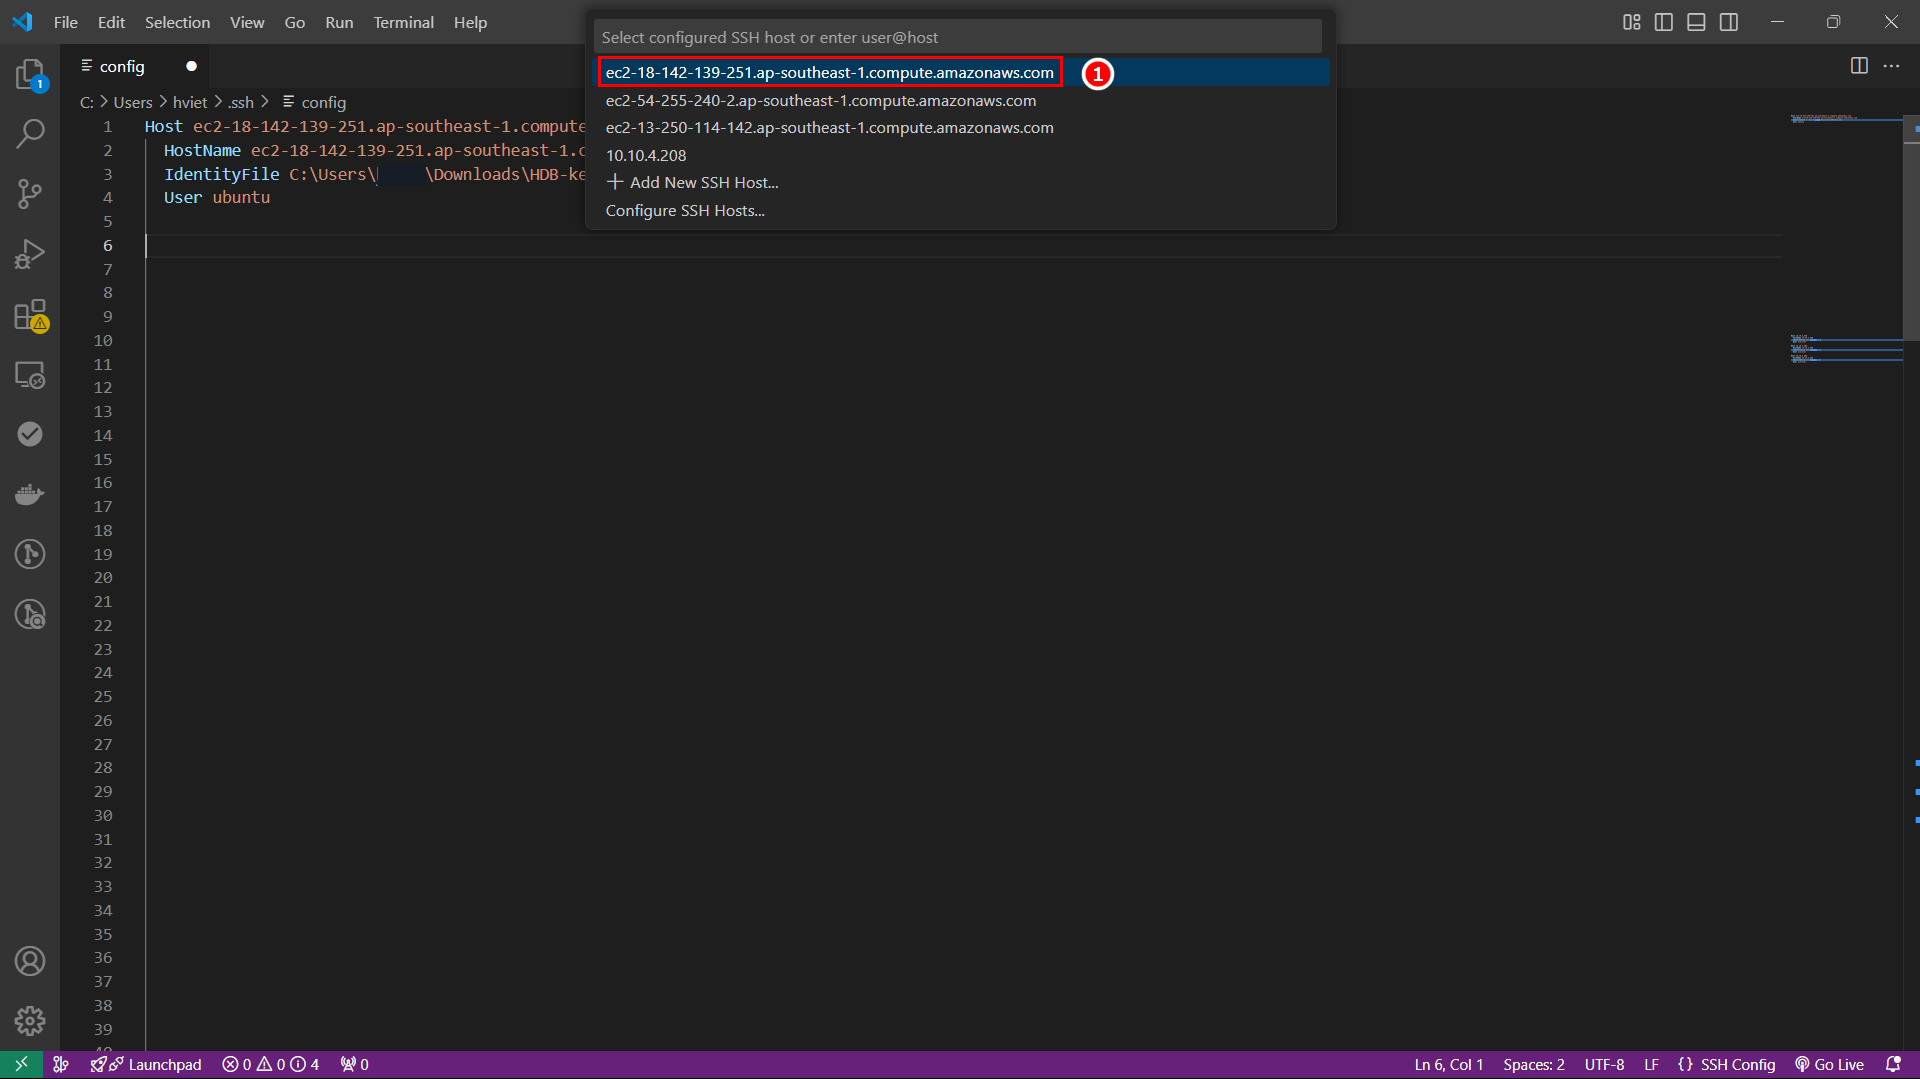 File Edit Selection View Go Run Terminal Help
Select configured SSH host or enter user@host
ec2-18-142-139-251.ap-southeast-1.compute.amazonaws.com 1
ec2-54-255-240-2.ap-southeast-1.compute.amazonaws.com
ec2-13-250-114-142.ap-southeast-1.compute.amazonaws.com
10.10.4.208
Add New SSH Host...
Configure SSH Hosts...
1
config
C: > Users > hviet > .ssh > config
1 Host ec2-18-142-139-251.ap-southeast-1.compute
2 HostName ec2-18-142-139-251.ap-southeast-1.c
3 IdentityFile C:\Users\ \Downloads\HDB-ke
4 User ubuntu
5
6
7
8
9
10
11
12
13
14
15
16
17
18
19
20
21
22
23
24
25
26
27
28
29
30
31
32
33
34
35
36
37
38
39
Launchpad 0 0 4 0 Ln 6, Col 1 Spaces: 2 UTF-8 LF {} SSH Config Go Live